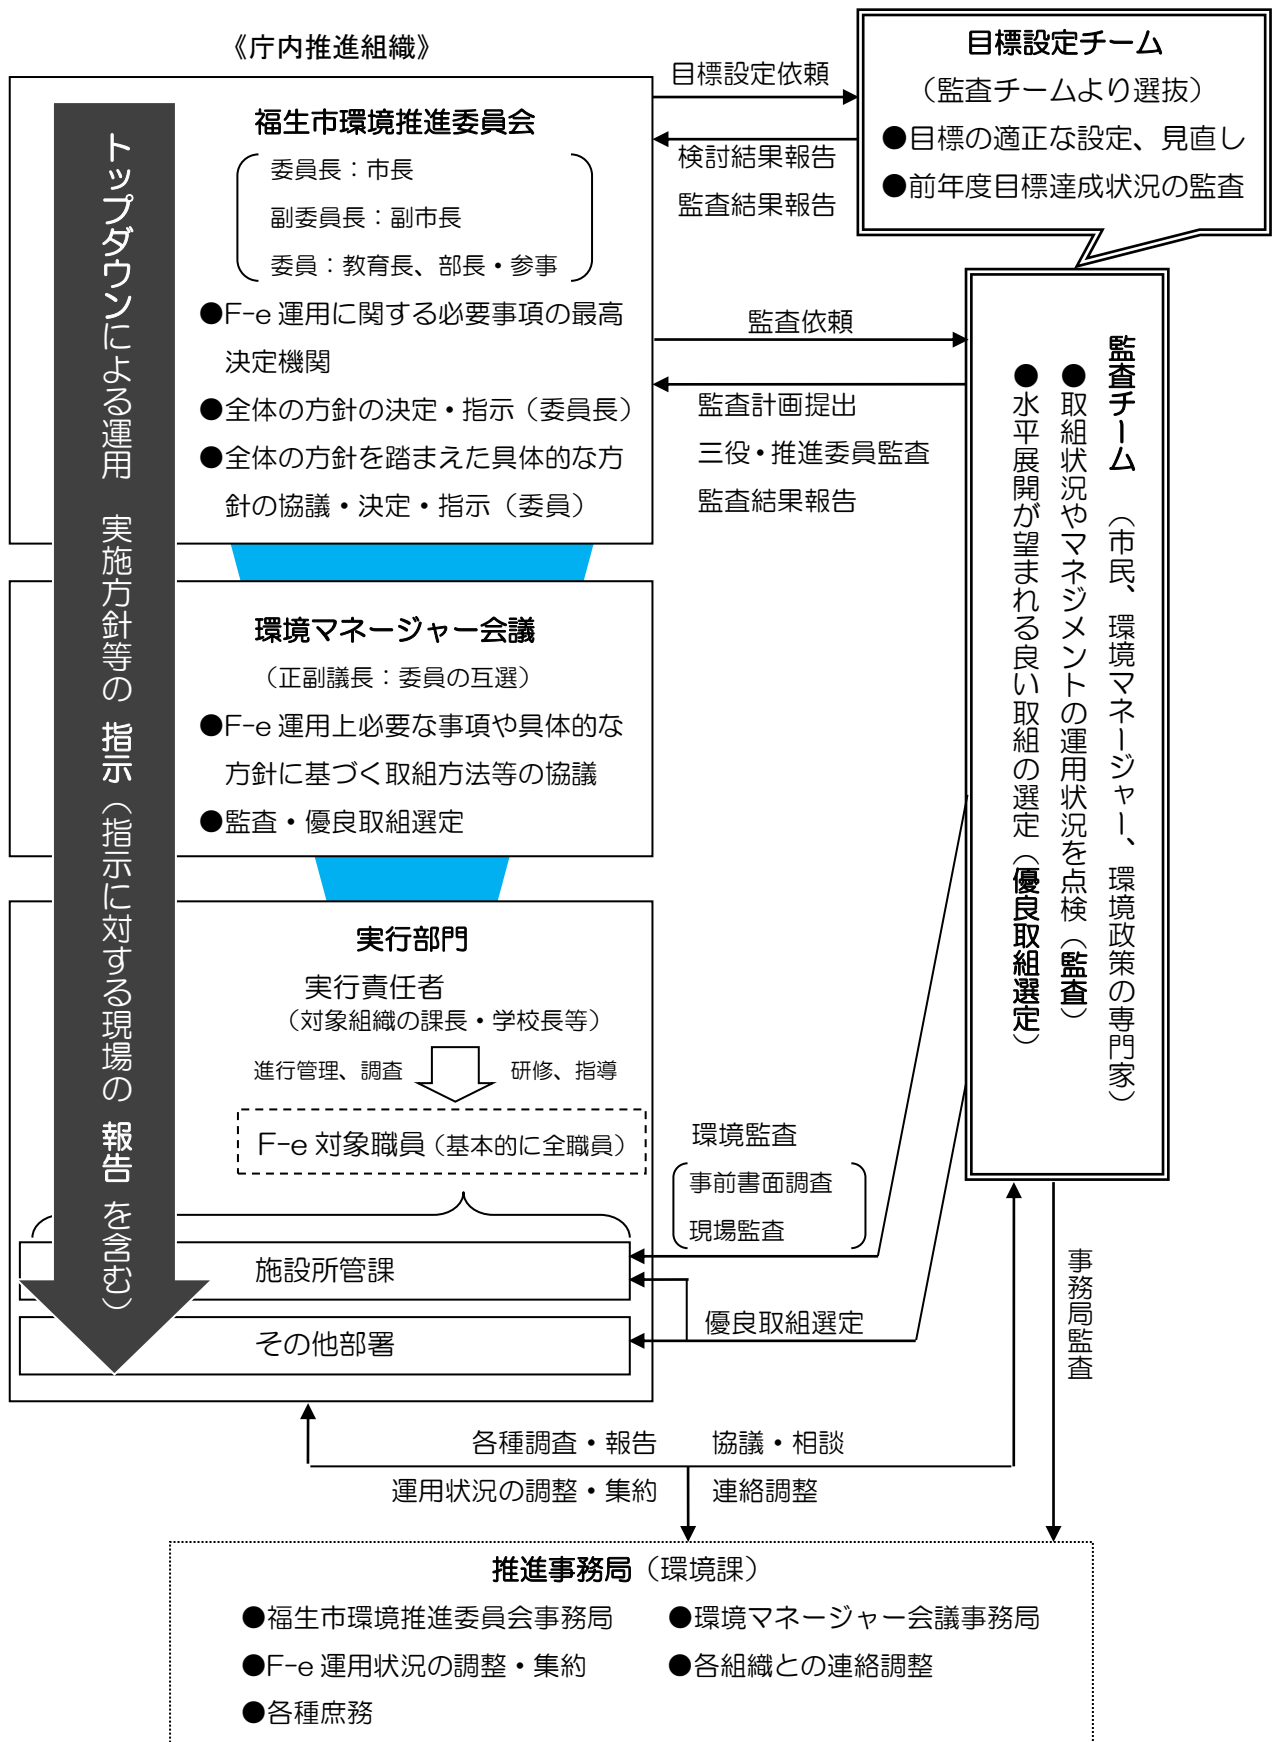 《庁内推進組織》
トップダウンによる運用　実施方針等の 指示（指示に対する現場の 報告 を含む）
福生市環境推進委員会
委員長：市長
副委員長：副市長
委員：教育長、部長・参事
●F-e 運用に関する必要事項の最高
決定機関
●全体の方針の決定・指示（委員長）
●全体の方針を踏まえた具体的な方
針の協議・決定・指示（委員）
目標設定依頼
検討結果報告
監査結果報告
目標設定チーム
（監査チームより選抜）
●目標の適正な設定、見直し
●前年度目標達成状況の監査
監査依頼
監査計画提出
三役・推進委員監査
監査結果報告
監査チーム　（市民、環境マネージャー、環境政策の専門家）
●取組状況やマネジメントの運用状況を点検（監査）
●水平展開が望まれる良い取組の選定（優良取組選定）
環境マネージャー会議
（正副議長：委員の互選）
●F-e 運用上必要な事項や具体的な
方針に基づく取組方法等の協議
●監査・優良取組選定
実行部門
実行責任者
（対象組織の課長・学校長等）
進行管理、調査　研修、指導
F-e 対象職員（基本的に全職員）
施設所管課
その他部署
環境監査
事前書面調査
現場監査
優良取組選定
事務局監査
各種調査・報告　協議・相談
運用状況の調整・集約　連絡調整
推進事務局（環境課）
●福生市環境推進委員会事務局　●環境マネージャー会議事務局
●F-e 運用状況の調整・集約　●各組織との連絡調整
●各種庶務